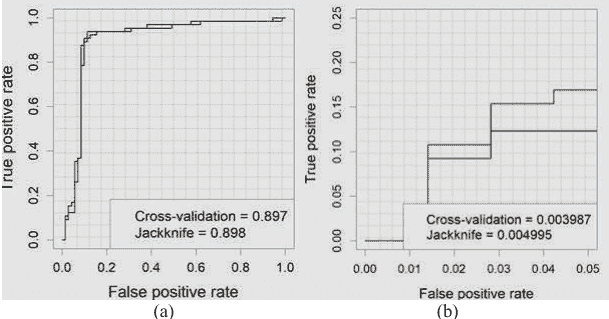 True positive rate
1.0
0.8
0.6
0.4
0.2
0.0
Cross-validation = 0.897
Jackknife = 0.898
0.0 0.2 0.4 0.6 0.8 1.0
False positive rate
(a)
True positive rate
0.25
0.20
0.15
0.10
0.05
0.00
Cross-validation = 0.003987
Jackknife = 0.004995
0.00 0.01 0.02 0.03 0.04 0.05
False positive rate
(b)